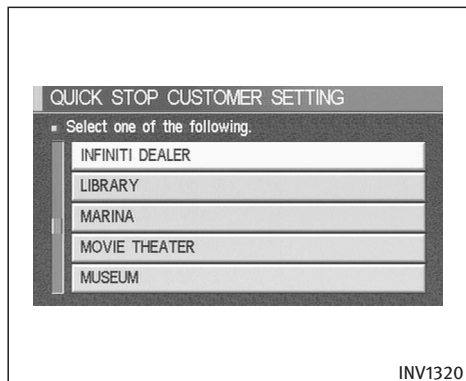 QUICK STOP CUSTOMER SETTING
Select one of the following.
INFINITI DEALER
LIBRARY
MARINA
MOVIE THEATER
MUSEUM
INV1320